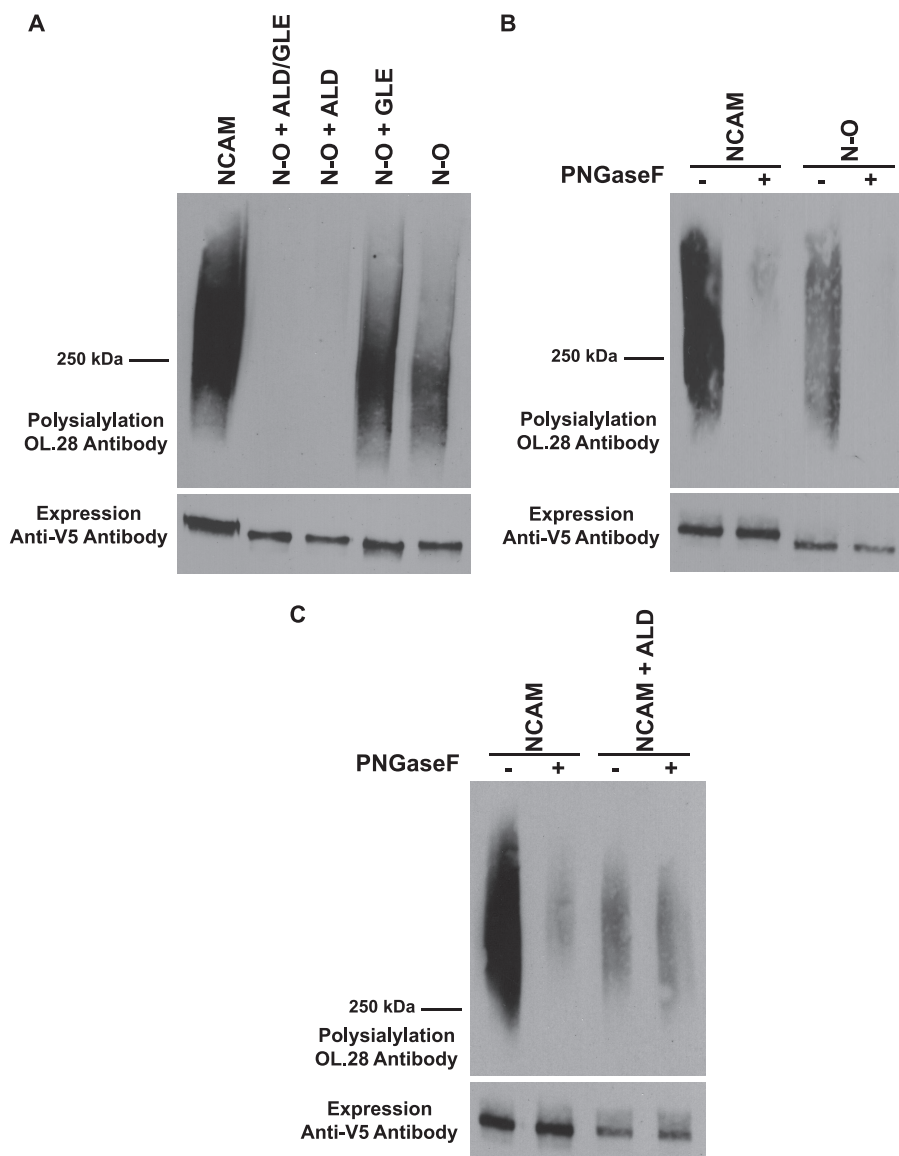 A
NCAM
N-O + ALD/GLE
N-O + ALD
N-O + GLE
N-O
250 kDa
Polysialylation
OL.28 Antibody
Expression
Anti-V5 Antibody
B
NCAM
N-O
PNGaseF - + - +
250 kDa
Polysialylation
OL.28 Antibody
Expression
Anti-V5 Antibody
C
NCAM
NCAM + ALD
PNGaseF - + - +
250 kDa
Polysialylation
OL.28 Antibody
Expression
Anti-V5 Antibody